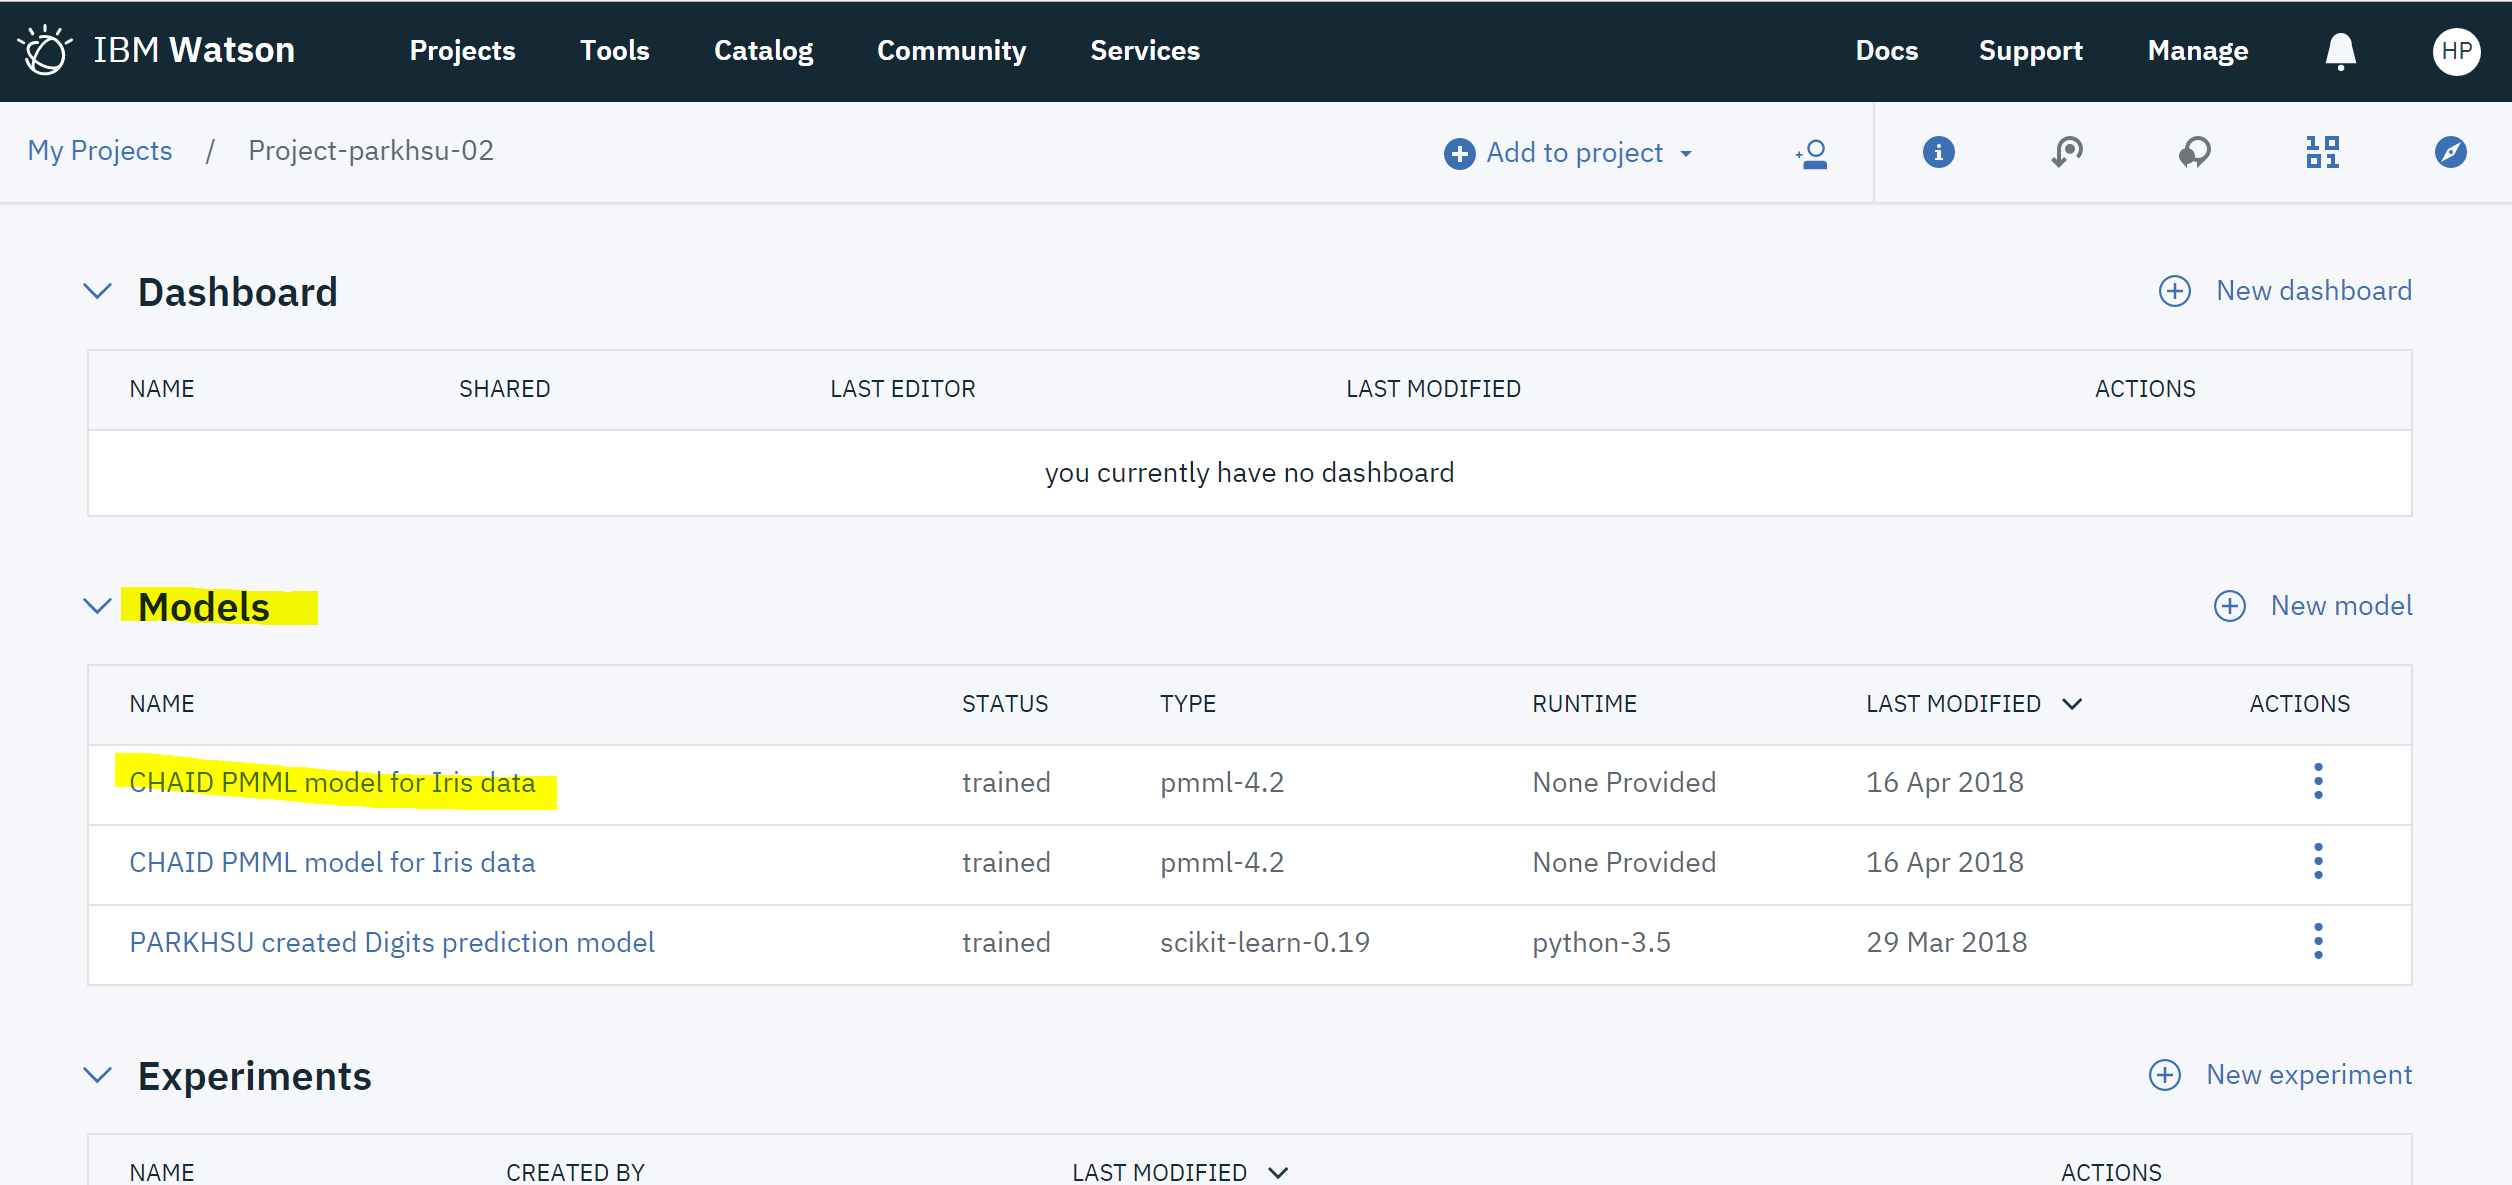 IBM Watson Projects Tools Catalog Community Services Docs Support Manage HP
My Projects / Project-parkhsu-02 Add to project
Dashboard New dashboard
NAME SHARED LAST EDITOR LAST MODIFIED ACTIONS
you currently have no dashboard
Models New model
NAME STATUS TYPE RUNTIME LAST MODIFIED ACTIONS
CHAID PMML model for Iris data trained pmml-4.2 None Provided 16 Apr 2018
CHAID PMML model for Iris data trained pmml-4.2 None Provided 16 Apr 2018
PARKHSU created Digits prediction model trained scikit-learn-0.19 python-3.5 29 Mar 2018
Experiments New experiment
NAME CREATED BY LAST MODIFIED ACTIONS